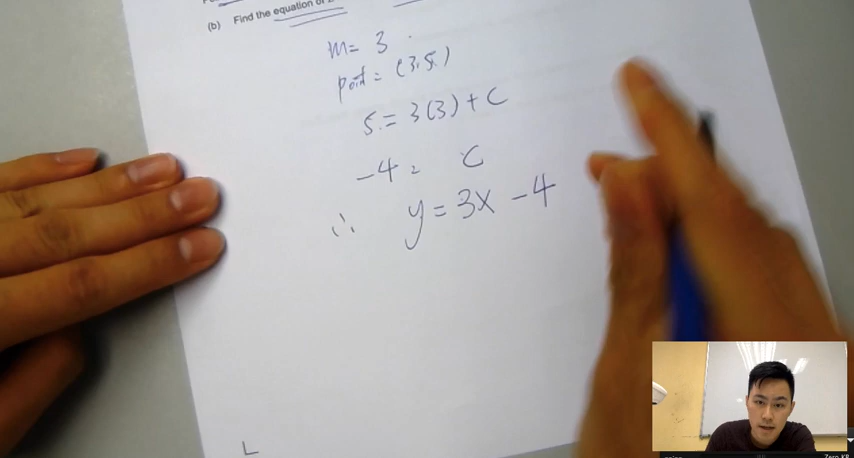 (b) Find the equation of
m= 3
point = (3,5)
5 = 3(3) + C
-4 = C
∴ y = 3x - 4